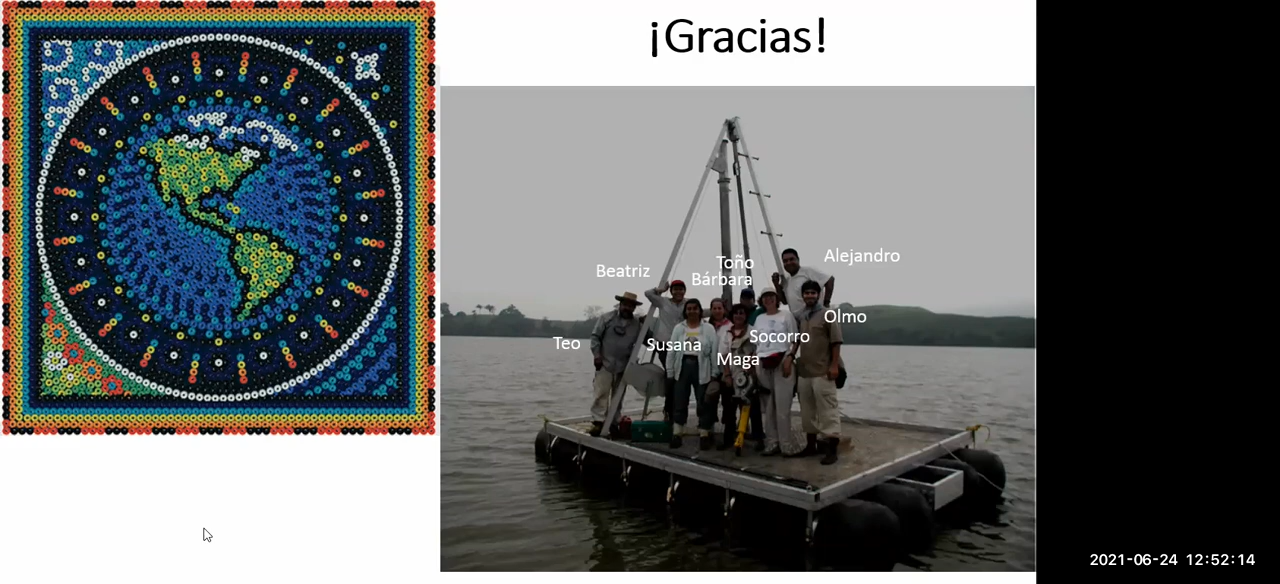 ¡Gracias!
Alejandro
Toño
Beatriz
Bárbara
Olmo
Socorro
Teo
Susana
Maga
2021-06-24 12:52:14